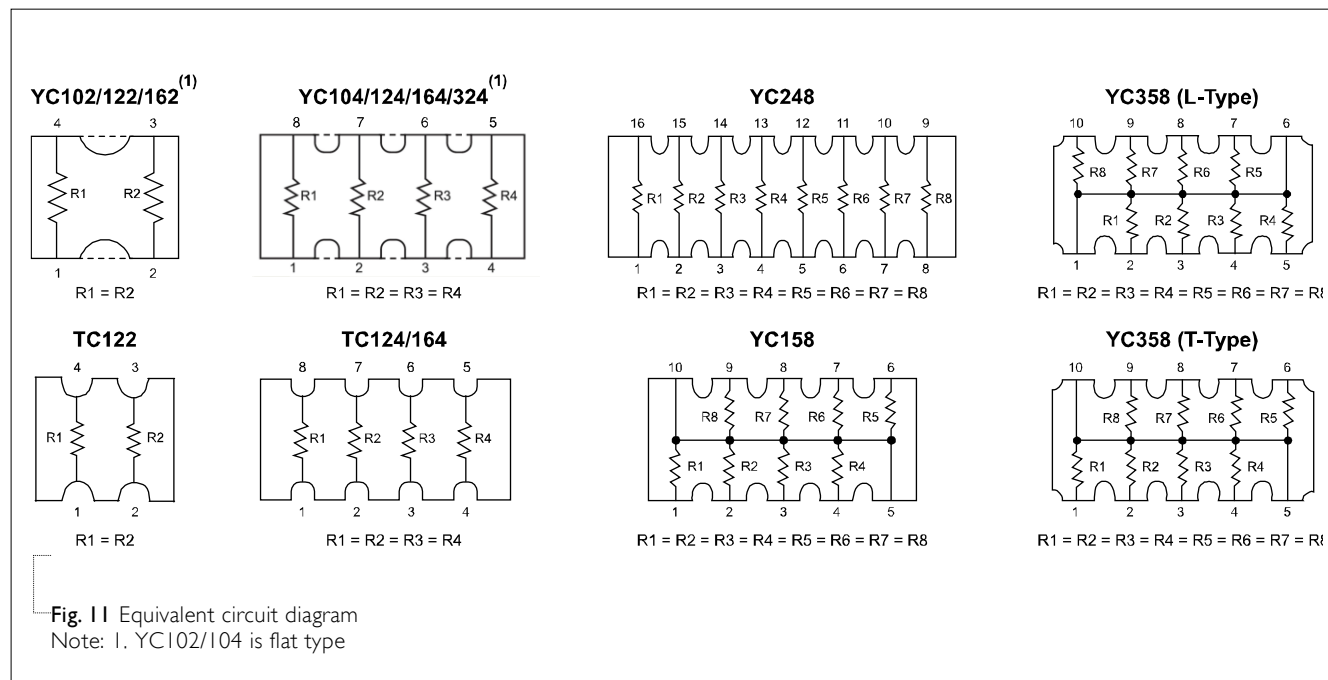 YC102/122/162(1) YC104/124/164/324(1) YC248 YC358 (L-Type)
4 3 8 7 6 5 16 15 14 13 12 11 10 9 10 9 8 7 6
R8 R7 R6 R5
R1 R2 R1 R2 R3 R4 R1 R2 R3 R4 R5 R6 R7 R8
R1 R2 R3 R4
1 2 1 2 3 4 1 2 3 4 5 6 7 8 1 2 3 4 5
R1 = R2 R1 = R2 = R3 = R4 R1 = R2 = R3 = R4 = R5 = R6 = R7 = R8 R1 = R2 = R3 = R4 = R5 = R6 = R7 = R8
TC122 TC124/164 YC158 YC358 (T-Type)
4 3 8 7 6 5 10 9 8 7 6 10 9 8 7 6
R8 R7 R6 R5 R8 R7 R6 R5
R1 R2 R1 R2 R3 R4
R1 R2 R3 R4 R1 R2 R3 R4
1 2 1 2 3 4 1 2 3 4 5 1 2 3 4 5
R1 = R2 R1 = R2 = R3 = R4 R1 = R2 = R3 = R4 = R5 = R6 = R7 = R8 R1 = R2 = R3 = R4 = R5 = R6 = R7 = R8
Fig. 11 Equivalent circuit diagram
Note: 1. YC102/104 is flat type